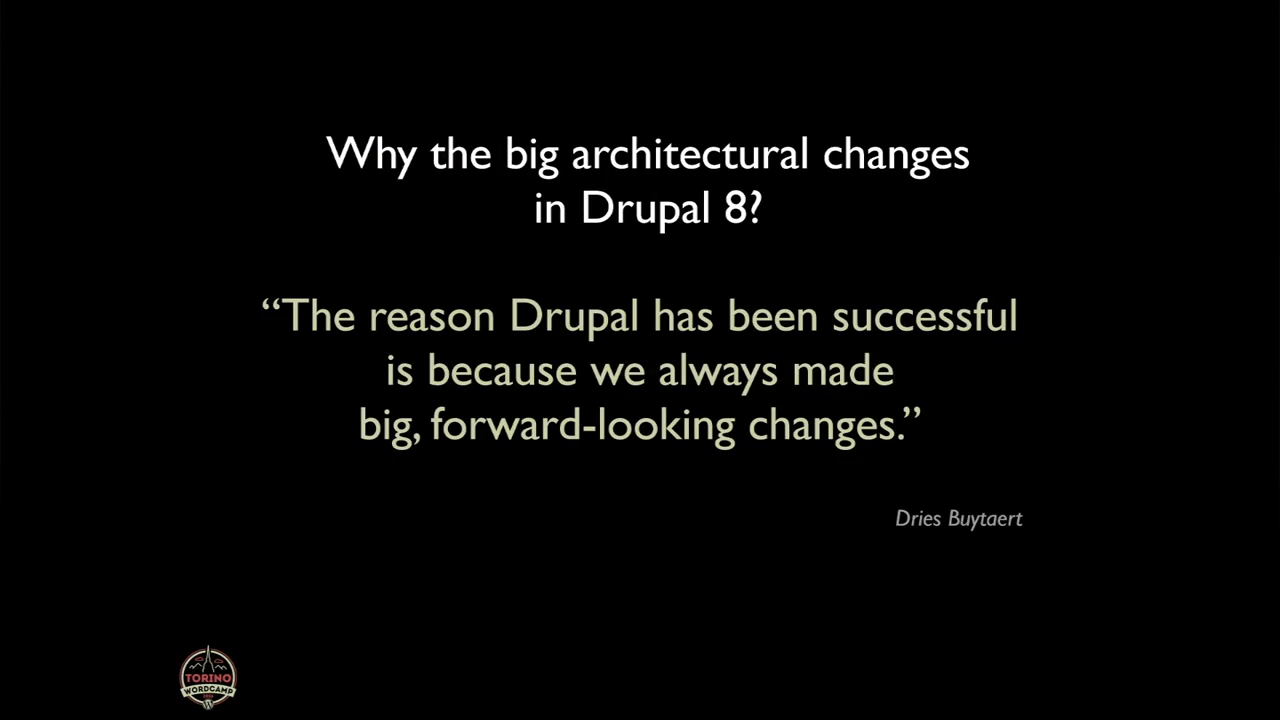 Why the big architectural changes
in Drupal 8?
“The reason Drupal has been successful
is because we always made
big, forward-looking changes.”
Dries Buytaert
TORINO
WORDCAMP